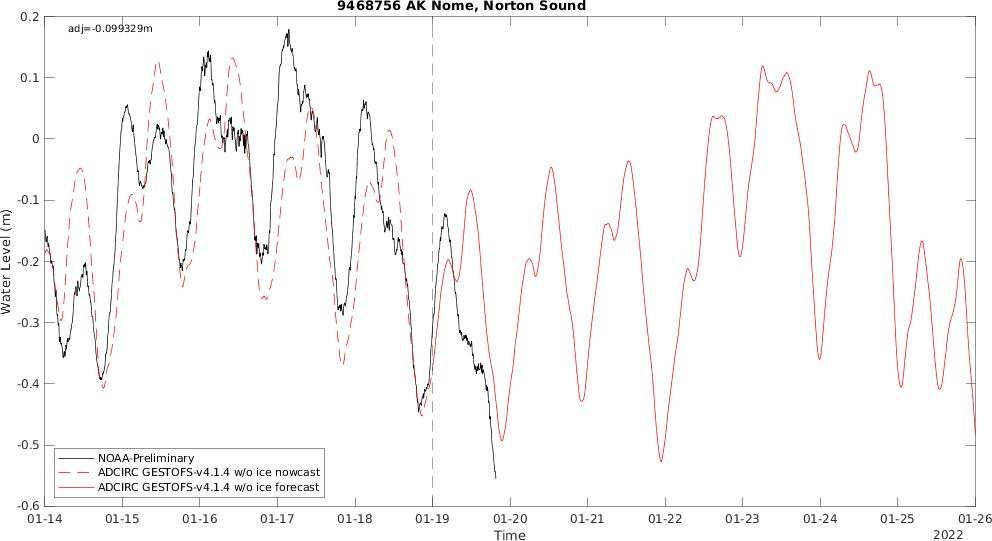 9468756 AK Nome, Norton Sound
adj=-0.099329m
0.2
0.1
0
-0.1
-0.2
-0.3
-0.4
-0.5
-0.6
Water Level (m)
NOAA-Preliminary
ADCIRC GESTOFS-v4.1.4 w/o ice nowcast
ADCIRC GESTOFS-v4.1.4 w/o ice forecast
01-14 01-15 01-16 01-17 01-18 01-19 01-20 01-21 01-22 01-23 01-24 01-25 01-26
Time
2022